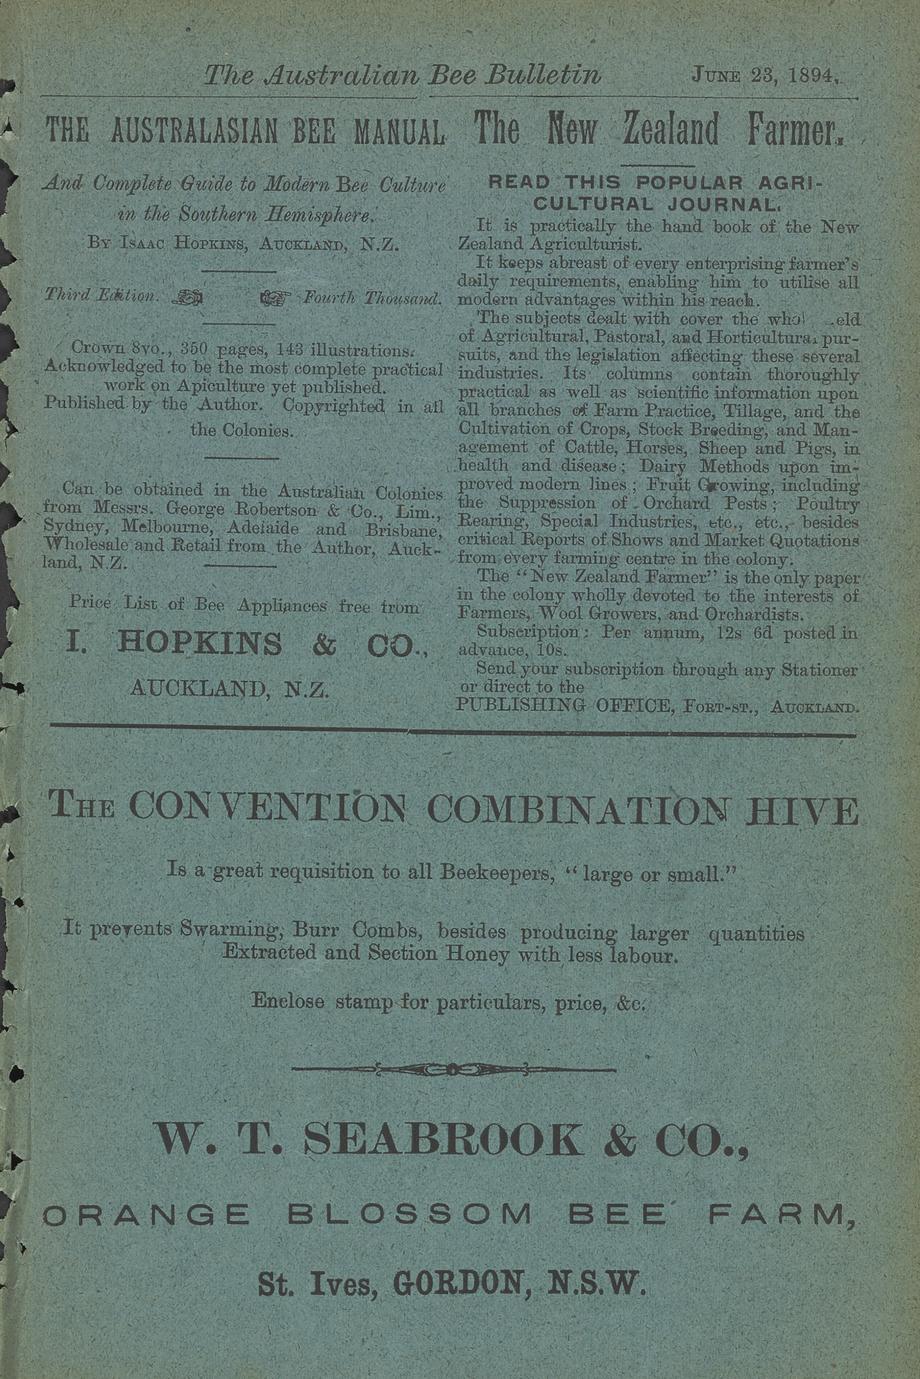 The Australian Bee Bulletin JUNE 23, 1894.
THE AUSTRALASIAN BEE MANUAL
And Complete Guide to Modern Bee Culture
in the Southern Hemisphere.
BY ISAAC HOPKINS, AUCKLAND, N.Z.
Third Edition. Fourth Thousand.
Crown 8vo., 350 pages, 143 illustrations.
Acknowledged to be the most complete practical
work on Apiculture yet published.
Published by the Author. Copyrighted in all
the Colonies.
Can be obtained in the Australian Colonies
from Messrs. George Robertson & Co., Lim.,
Sydney, Melbourne, Adelaide and Brisbane,
Wholesale and Retail from the Author, Auck-
land, N.Z.
Price List of Bee Appliances free from
I. HOPKINS & CO.,
AUCKLAND, N.Z.
The New Zealand Farmer.
READ THIS POPULAR AGRI-
CULTURAL JOURNAL.
It is practically the hand book of the New
Zealand Agriculturist.
It keeps abreast of every enterprising farmer's
daily requirements, enabling him to utilise all
modern advantages within his reach.
The subjects dealt with cover the
of Agricultural, Pastoral, and Horticultural pur-
suits, and the legislation affecting these several
industries. Its columns contain thoroughly
practical as well as scientific information upon
all branches of Farm Practice, Tillage, and the
Cultivation of Crops, Stock Breeding, and Man-
agement of Cattle, Horses, Sheep and Pigs, in
health and disease; Dairy Methods upon im-
proved modern lines; Fruit Growing, including
the Suppression of Orchard Pests; Poultry
Rearing, Special Industries, etc., etc., besides
critical Reports of Shows and Market Quotations
from every farming centre in the colony.
The "New Zealand Farmer" is the only paper
in the colony wholly devoted to the interests of
Farmers, Wool Growers, and Orchardists.
Subscription: Per annum, 12s 6d posted in
advance, 10s.
Send your subscription through any Stationer
or direct to the
PUBLISHING OFFICE, FORT-ST., AUCKLAND.
THE CONVENTION COMBINATION HIVE
Is a great requisition to all Beekeepers, "large or small."
It prevents Swarming, Burr Combs, besides producing larger quantities
Extracted and Section Honey with less labour.
Enclose stamp for particulars, price, &c.
W. T. SEABROOK & CO.,
ORANGE BLOSSOM BEE FARM,
St. Ives, GORDON, N.S.W.